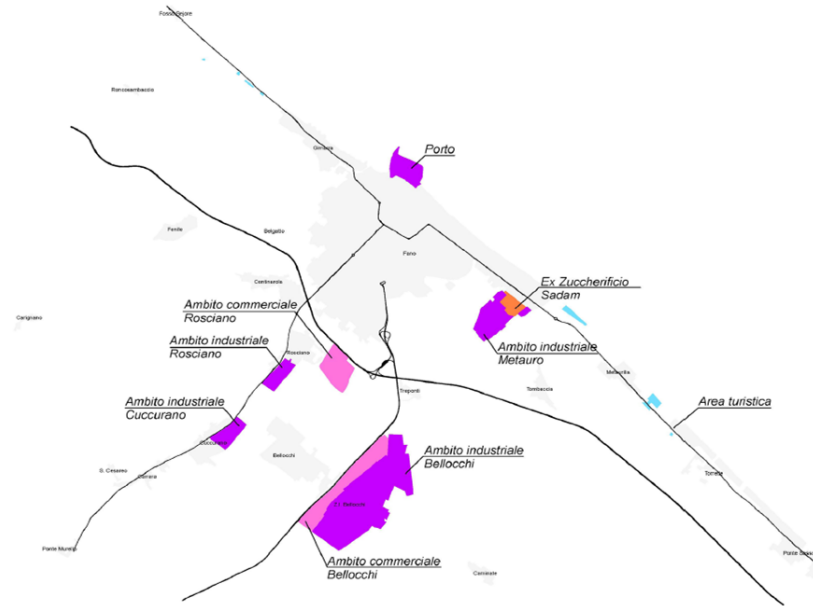 Fosso Sejore
Roncosambaccio
Gimarra
Porto
Fenile
Belgatto
Fano
Centinarola
Ex Zuccherificio
Sadam
Ambito commerciale
Rosciano
Carignano
Ambito industriale
Rosciano
Rosciano
Ambito industriale
Metauro
Metaurilia
Tombaccia
Treponti
Ambito industriale
Cuccurano
Area turistica
Cuccurano
Bellocchi
Ambito industriale
Bellocchi
S. Cesareo
Carrara
Torrette
Z.I. Bellocchi
Ponte Murello
Ponte Sasso
Ambito commerciale
Bellocchi
Caminate